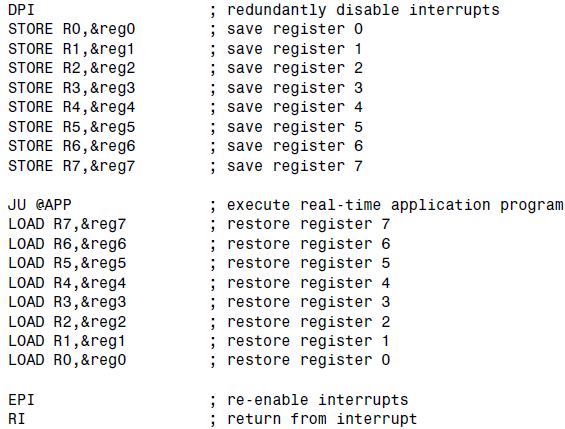 DPI ; redundantly disable interrupts
STORE R0,&reg0 ; save register 0
STORE R1,&reg1 ; save register 1
STORE R2,&reg2 ; save register 2
STORE R3,&reg3 ; save register 3
STORE R4,&reg4 ; save register 4
STORE R5,&reg5 ; save register 5
STORE R6,&reg6 ; save register 6
STORE R7,&reg7 ; save register 7
JU @APP ; execute real-time application program
LOAD R7,&reg7 ; restore register 7
LOAD R6,&reg6 ; restore register 6
LOAD R5,&reg5 ; restore register 5
LOAD R4,&reg4 ; restore register 4
LOAD R3,&reg3 ; restore register 3
LOAD R2,&reg2 ; restore register 2
LOAD R1,&reg1 ; restore register 1
LOAD R0,&reg0 ; restore register 0
EPI ; re-enable interrupts
RI ; return from interrupt